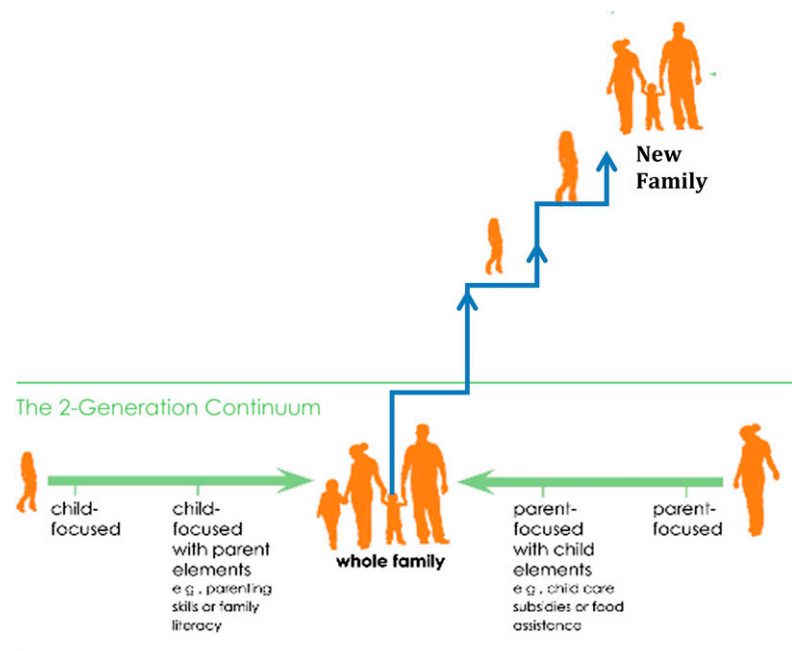 New
Family
The 2-Generation Continuum
child-
focused
child-
focused
with parent
elements
e g , parenting
skills or family
literacy
whole family
parent-
focused
with child
elements
e g , child care
subsidies or food
assistance
parent-
focused